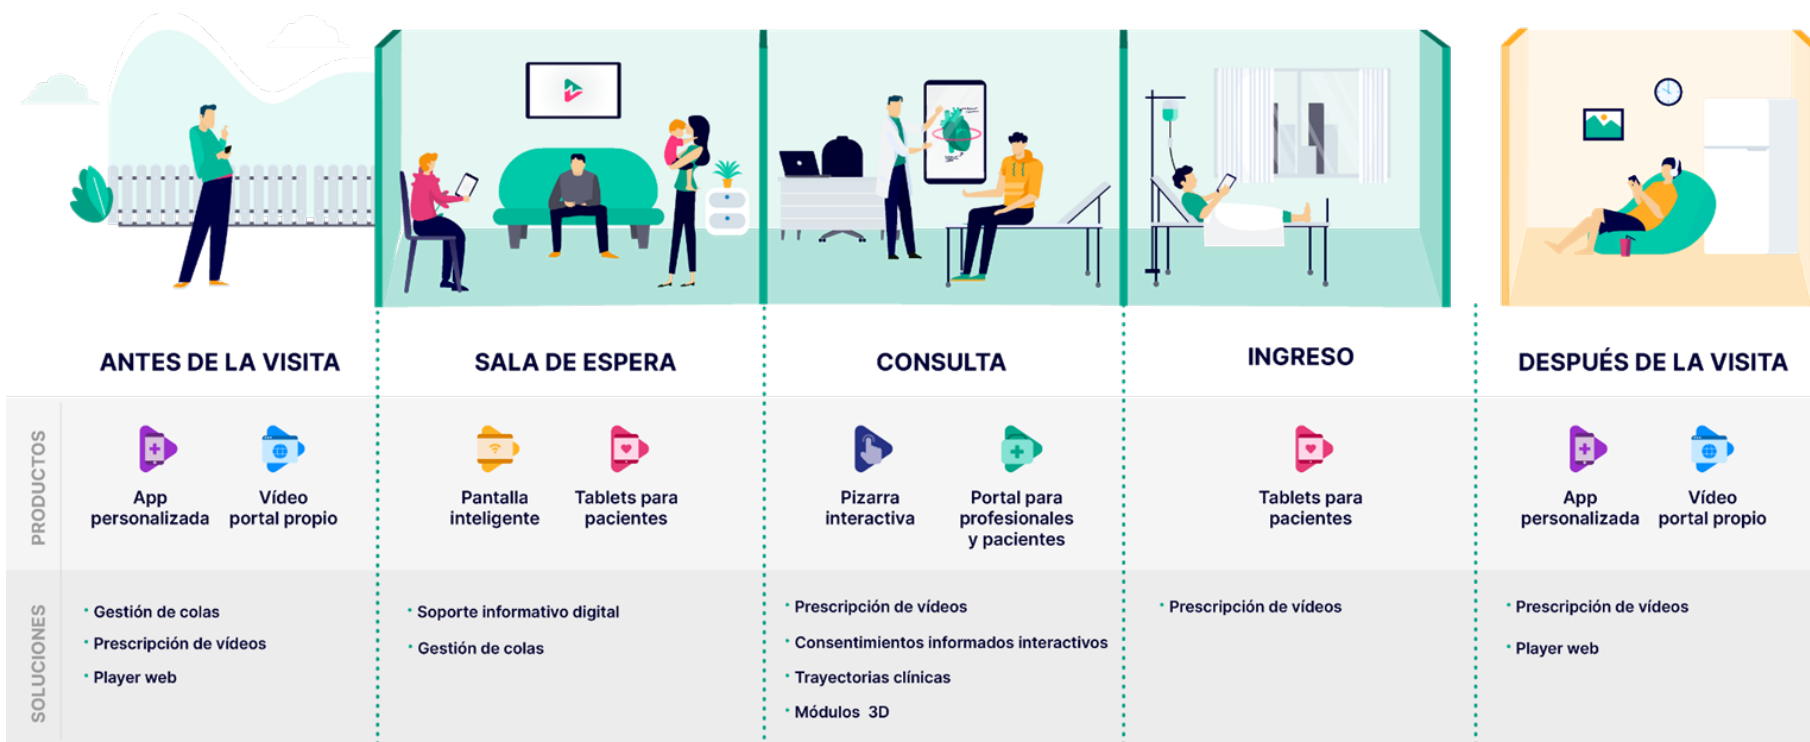 ANTES DE LA VISITA
SALA DE ESPERA
CONSULTA
INGRESO
DESPUÉS DE LA VISITA
PRODUCTOS
App
personalizada
Vídeo
portal propio
Pantalla
inteligente
Tablets para
pacientes
Pizarra
interactiva
Portal para
profesionales
y pacientes
Tablets para
pacientes
App
personalizada
Vídeo
portal propio
SOLUCIONES
· Gestión de colas
· Prescripción de vídeos
· Player web
· Soporte informativo digital
· Gestión de colas
· Prescripción de vídeos
· Consentimientos informados interactivos
· Trayectorias clínicas
· Módulos 3D
· Prescripción de vídeos
· Prescripción de vídeos
· Player web